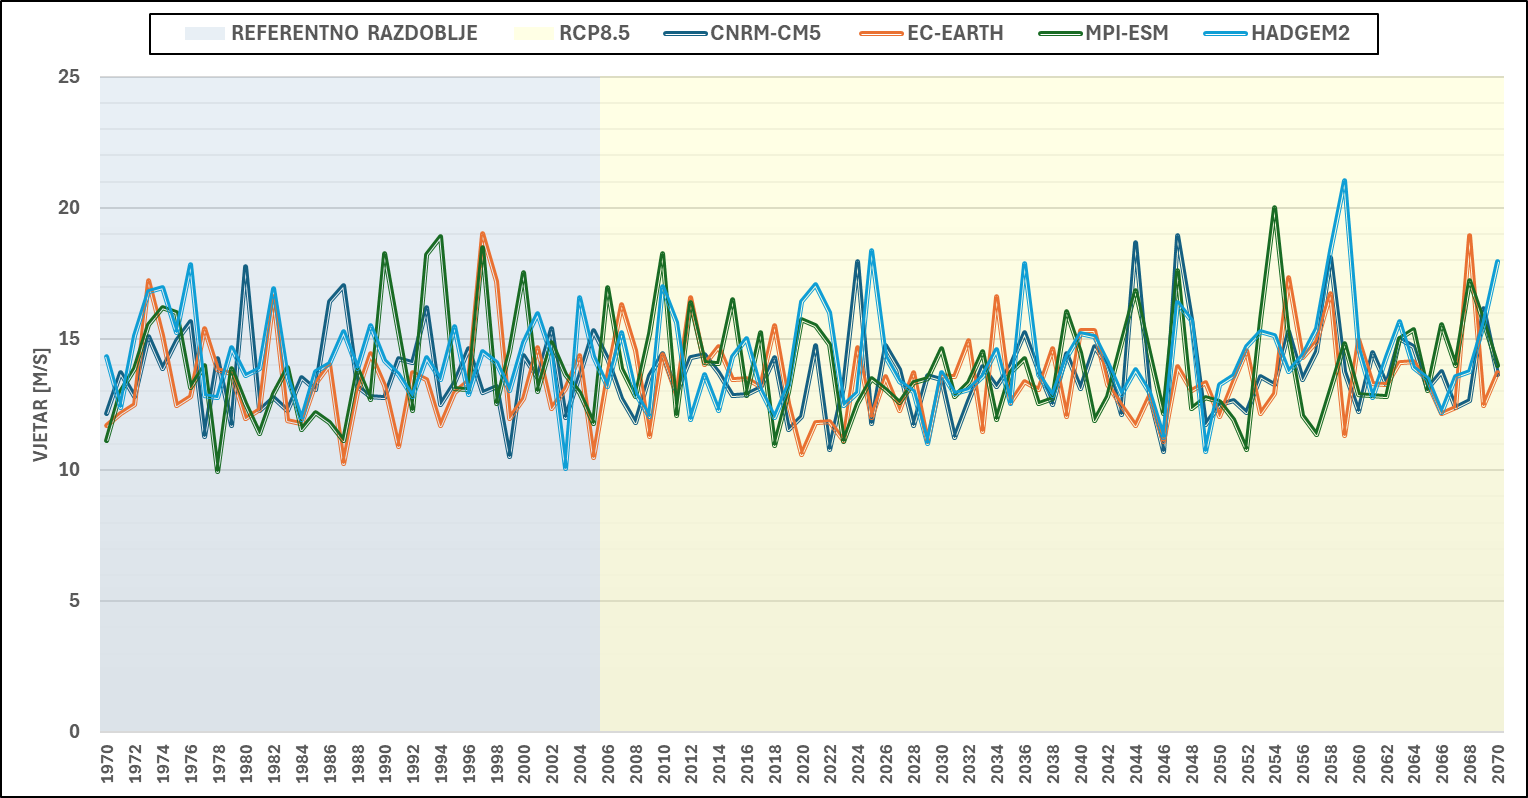 REFERENTNO RAZDOBLJE RCP8.5 CNRM-CM5 EC-EARTH MPI-ESM HADGEM2
25
20
15
10
5
0
VJETAR [M/S]
1970 1972 1974 1976 1978 1980 1982 1984 1986 1988 1990 1992 1994 1996 1998 2000 2002 2004 2006 2008 2010 2012 2014 2016 2018 2020 2022 2024 2026 2028 2030 2032 2034 2036 2038 2040 2042 2044 2046 2048 2050 2052 2054 2056 2058 2060 2062 2064 2066 2068 2070